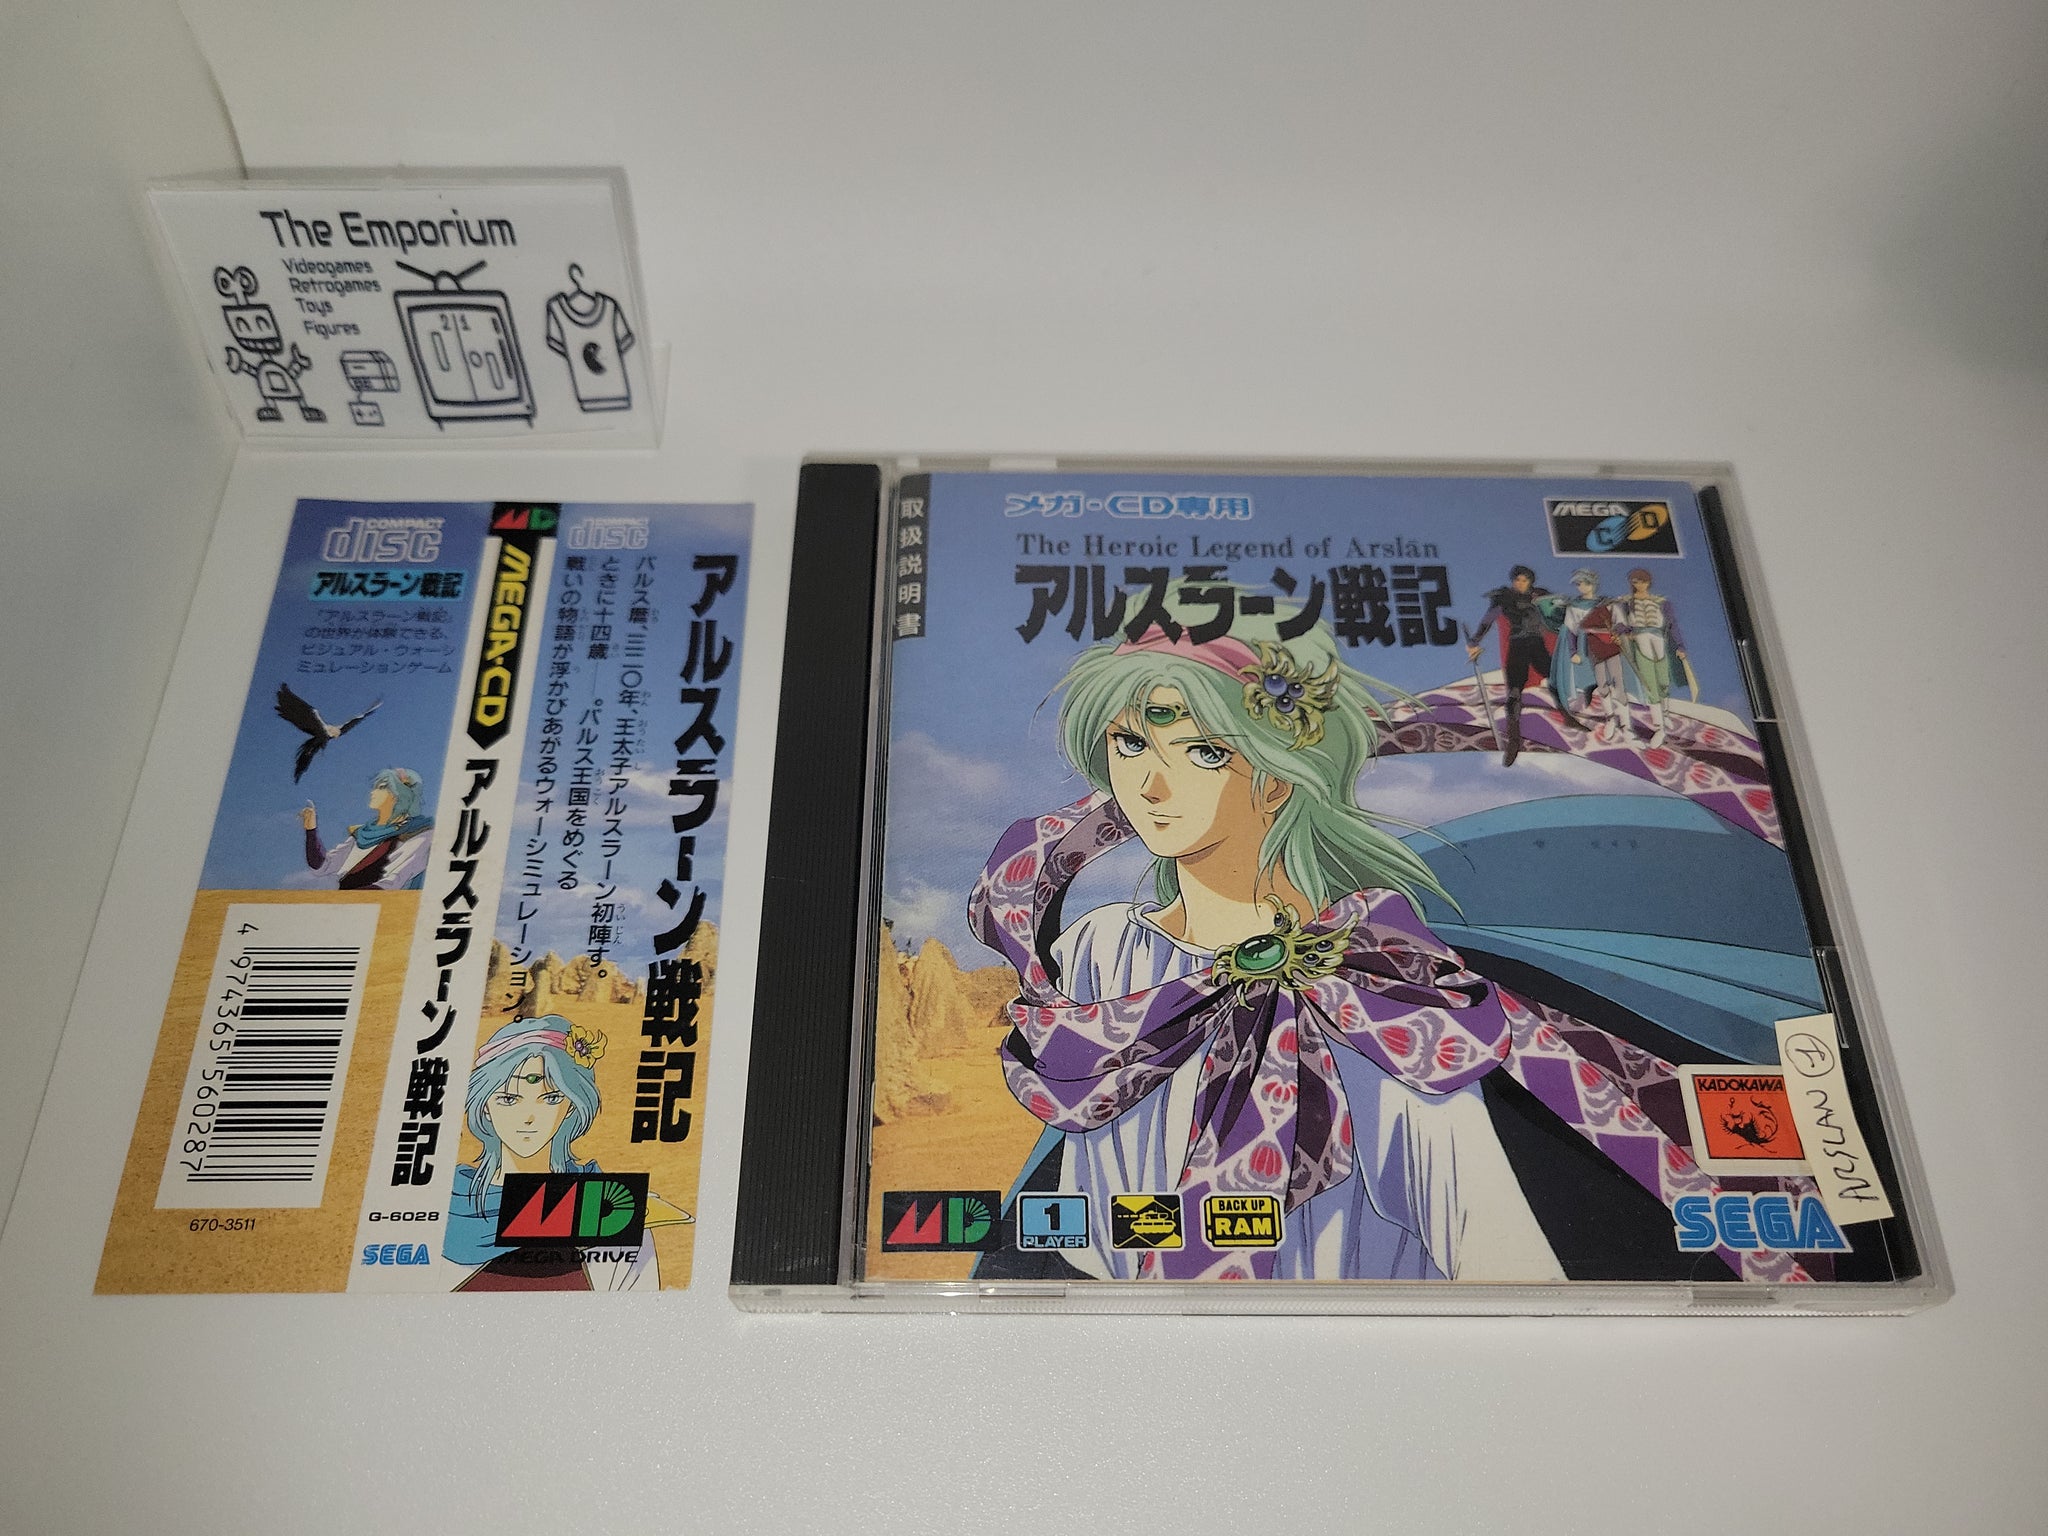 The Emporium
Videogames
Retrogames
Toys
Figures
21
COMPACT
disc
アルスラーン戦記
「アルスラーン戦記」
の世界が体験できる、
ビジュアル・ウォーシ
ミュレーションゲーム
4 974365 560287
670-3511
MD
MEGA-CD
アルスラーン戦記
G-6028
SEGA
COMPACT
disc
アルスラーン戦記
パルス暦、三二〇年、王太子アルスラーン初陣す。
ときに十四歳——。パルス王国をめぐる
戦いの物語が浮かびあがるウォーシミュレーション。
MD
MEGA DRIVE
取扱説明書
メガ-CD専用
MEGA
CD
The Heroic Legend of Arslān
アルスラーン戦記
KADOKAWA
ARSLAN
MD
1
PLAYER
BACK UP
RAM
SEGA